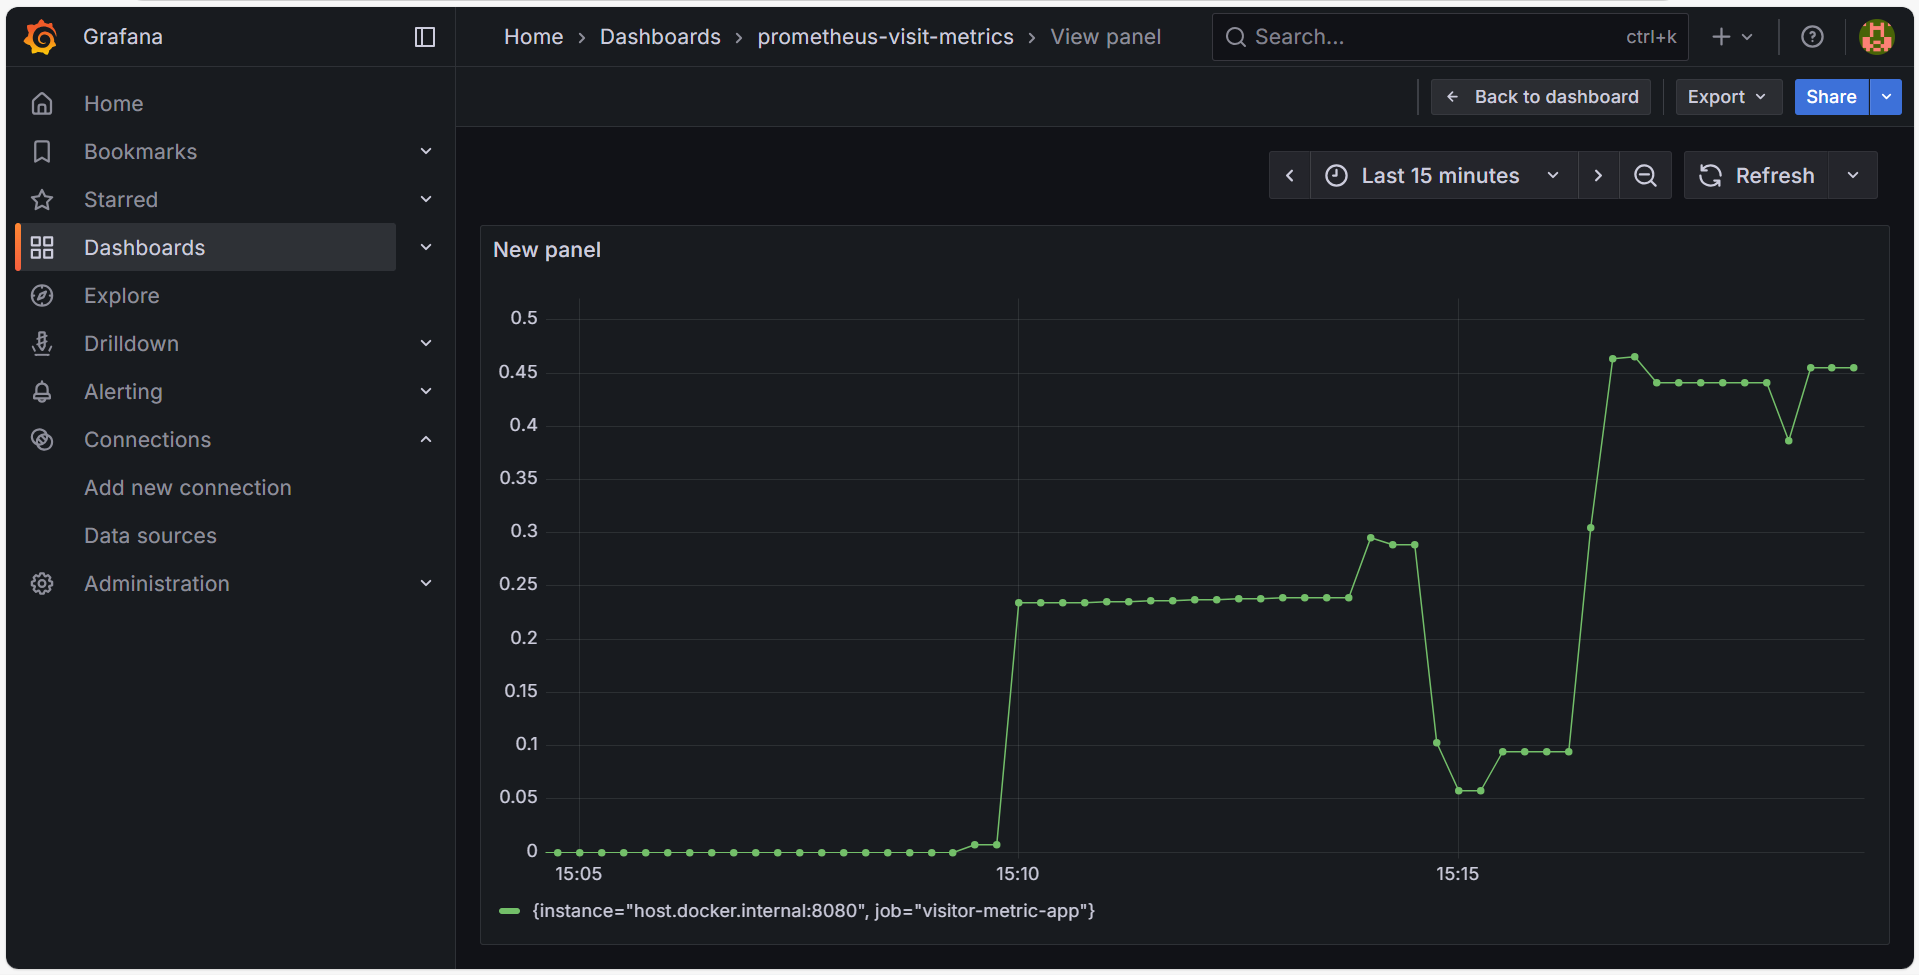 Grafana
Home › Dashboards › prometheus-visit-metrics › View panel
Search...
ctrl+k
Back to dashboard
Export
Share
Home
Bookmarks
Starred
Dashboards
Explore
Drilldown
Alerting
Connections
Add new connection
Data sources
Administration
Last 15 minutes
Refresh
New panel
0.5
0.45
0.4
0.35
0.3
0.25
0.2
0.15
0.1
0.05
0
15:05
15:10
15:15
{instance="host.docker.internal:8080", job="visitor-metric-app"}